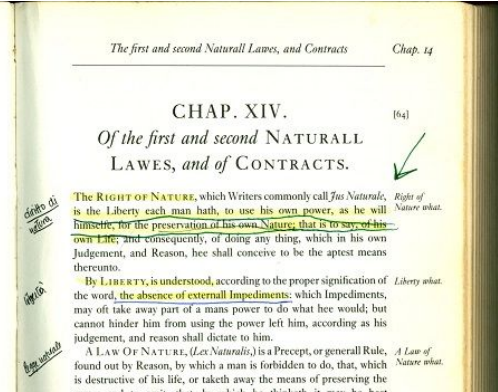 The first and second Naturall Lawes, and Contracts Chap. 14
CHAP. XIV. [64]
Of the first and second NATURALL
LAWES, and of CONTRACTS.
The RIGHT OF NATURE, which Writers commonly call Jus Naturale, Right of
is the Liberty each man hath, to use his own power, as he will Nature what.
himselfe, for the preservation of his own Nature; that is to say, of his
own Life; and consequently, of doing any thing, which in his own
Judgement, and Reason, hee shall conceive to be the aptest means
thereunto.
diritto di
natura
By LIBERTY, is understood, according to the proper signification of Liberty what.
the word, the absence of externall Impediments: which Impediments,
may oft take away part of a mans power to do what hee would; but
cannot hinder him from using the power left him, according as his
judgement, and reason shall dictate to him.
libertà
A LAW OF NATURE, (Lex Naturalis,) is a Precept, or generall Rule, A Law of
found out by Reason, by which a man is forbidden to do, that, which Nature what.
is destructive of his life, or taketh away the means of preserving the
naturale